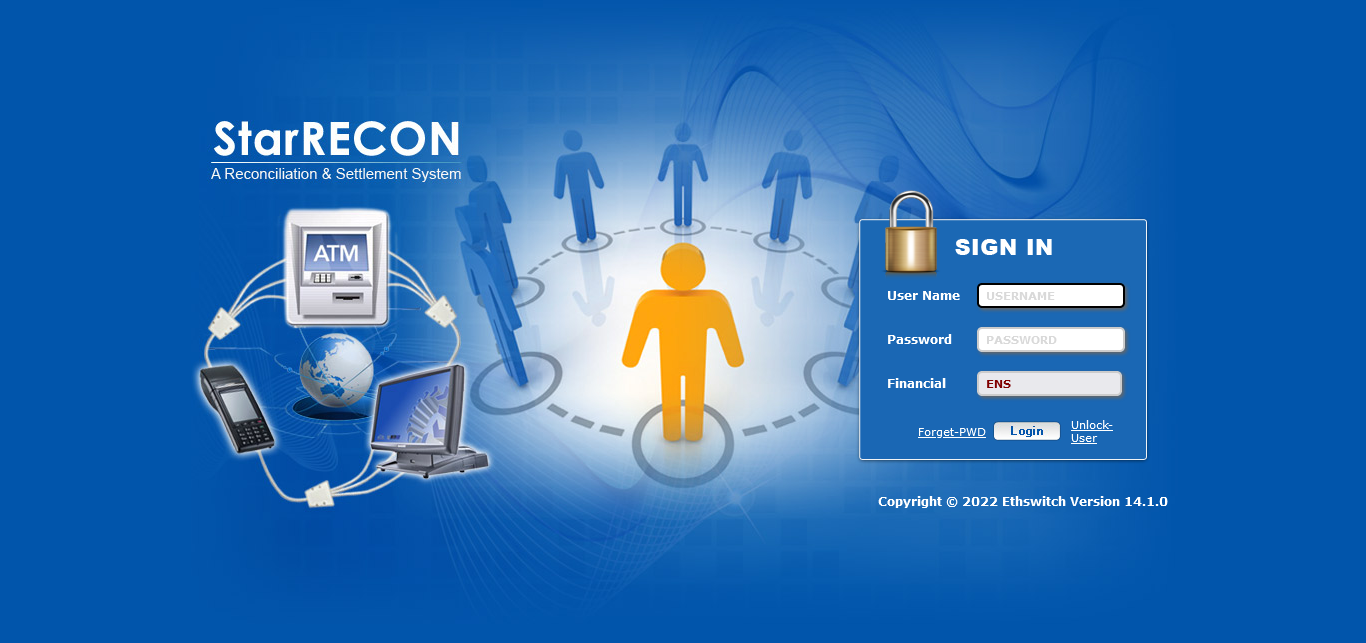 StarRECON
A Reconciliation & Settlement System
ATM
SIGN IN
User Name
USERNAME
Password
PASSWORD
Financial
ENS
Forget-PWD
Login
Unlock-
User
Copyright © 2022 Ethswitch Version 14.1.0